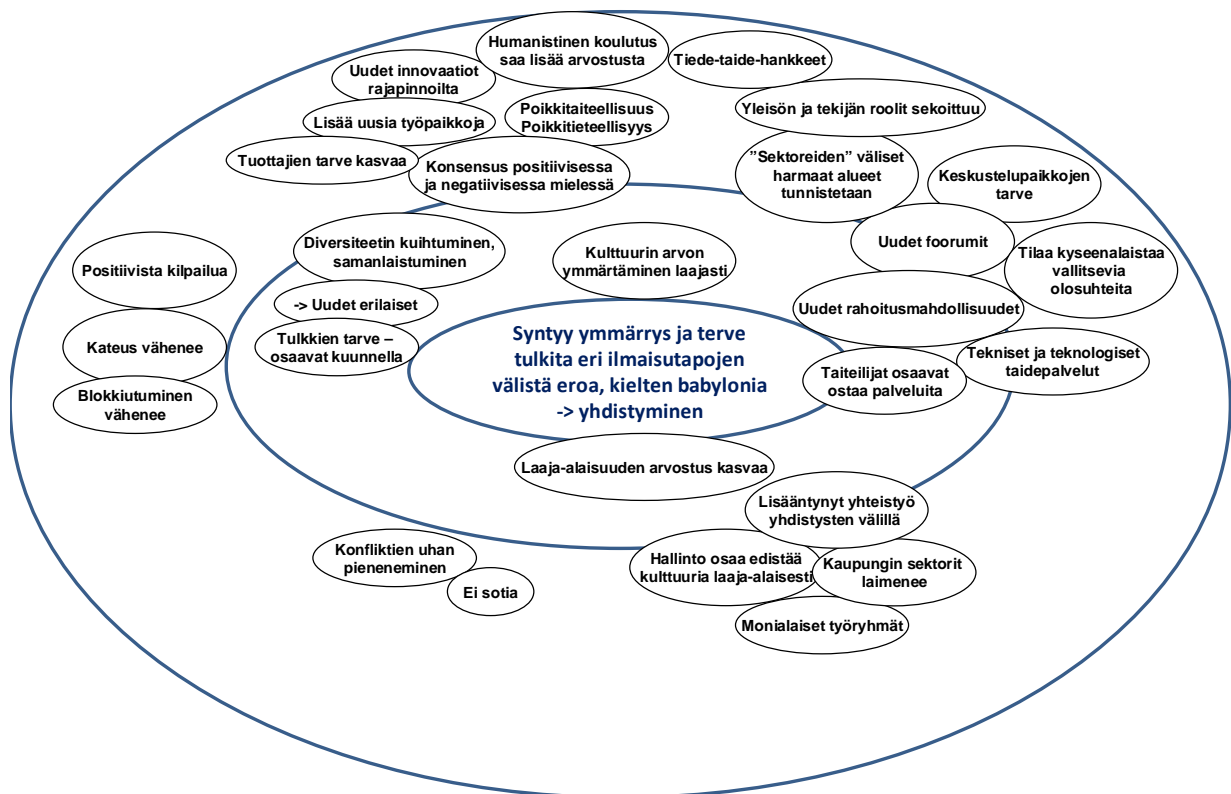 Humanistinen koulutus
saa lisää arvostusta
Tiede-taide-hankkeet
Uudet innovaatiot
rajapinnoilta
Poikkitaiteellisuus
Poikkitieteellisyys
Yleisön ja tekijän roolit sekoittuu
Lisää uusia työpaikkoja
Tuottajien tarve kasvaa
Konsensus positiivisessa
ja negatiivisessa mielessä
”Sektoreiden” väliset
harmaat alueet
tunnistetaan
Keskustelupaikkojen
tarve
Diversiteetin kuihtuminen,
samanlaistuminen
Kulttuurin arvon
ymmärtäminen laajasti
Uudet foorumit
Tilaa kyseenalaistaa
vallitsevia
olosuhteita
Positiivista kilpailua
-> Uudet erilaiset
Uudet rahoitusmahdollisuudet
Tulkkien tarve –
osaavat kuunnella
Kateus vähenee
Syntyy ymmärrys ja terve
tulkita eri ilmaisutapojen
välistä eroa, kielten babylonia
-> yhdistyminen
Tekniset ja teknologiset
taidepalvelut
Taiteilijat osaavat
ostaa palveluita
Blokkiutuminen
vähenee
Laaja-alaisuuden arvostus kasvaa
Lisääntynyt yhteistyö
yhdistysten välillä
Konfliktien uhan
pieneneminen
Hallinto osaa edistää
kulttuuria laaja-alaisesti
Kaupungin sektorit
laimenee
Ei sotia
Monialaiset työryhmät